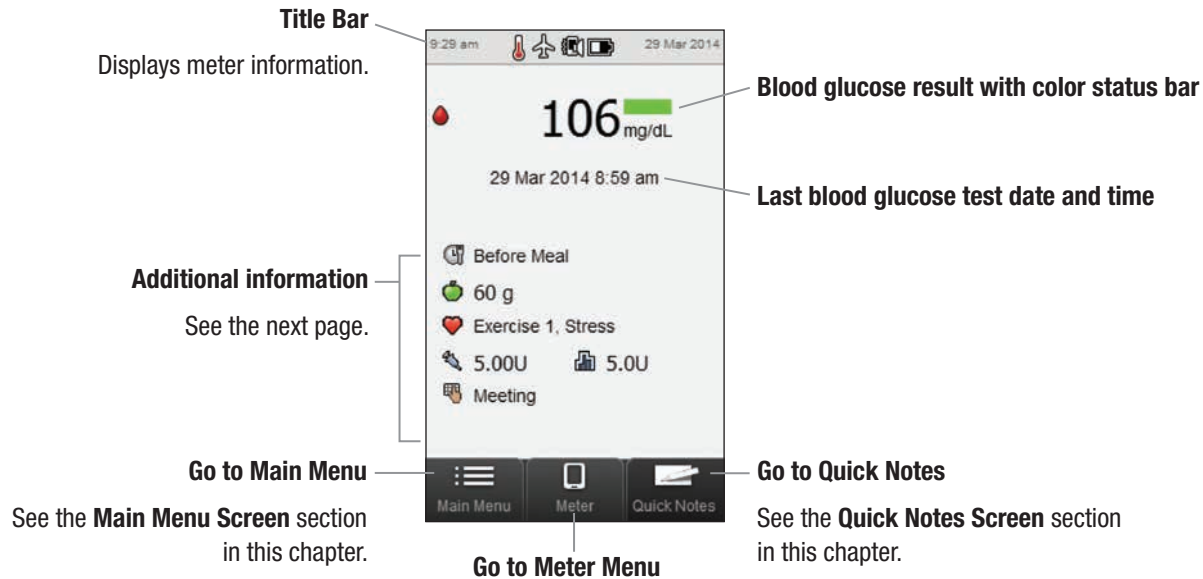 Title Bar
Displays meter information.
9:29 am
29 Mar 2014
106 mg/dL
Blood glucose result with color status bar
29 Mar 2014 8:59 am
Last blood glucose test date and time
Additional information
See the next page.
Before Meal
60 g
Exercise 1, Stress
5.00U 5.0U
Meeting
Go to Main Menu
See the Main Menu Screen section
in this chapter.
Main Menu
Meter
Quick Notes
Go to Meter Menu
Go to Quick Notes
See the Quick Notes Screen section
in this chapter.